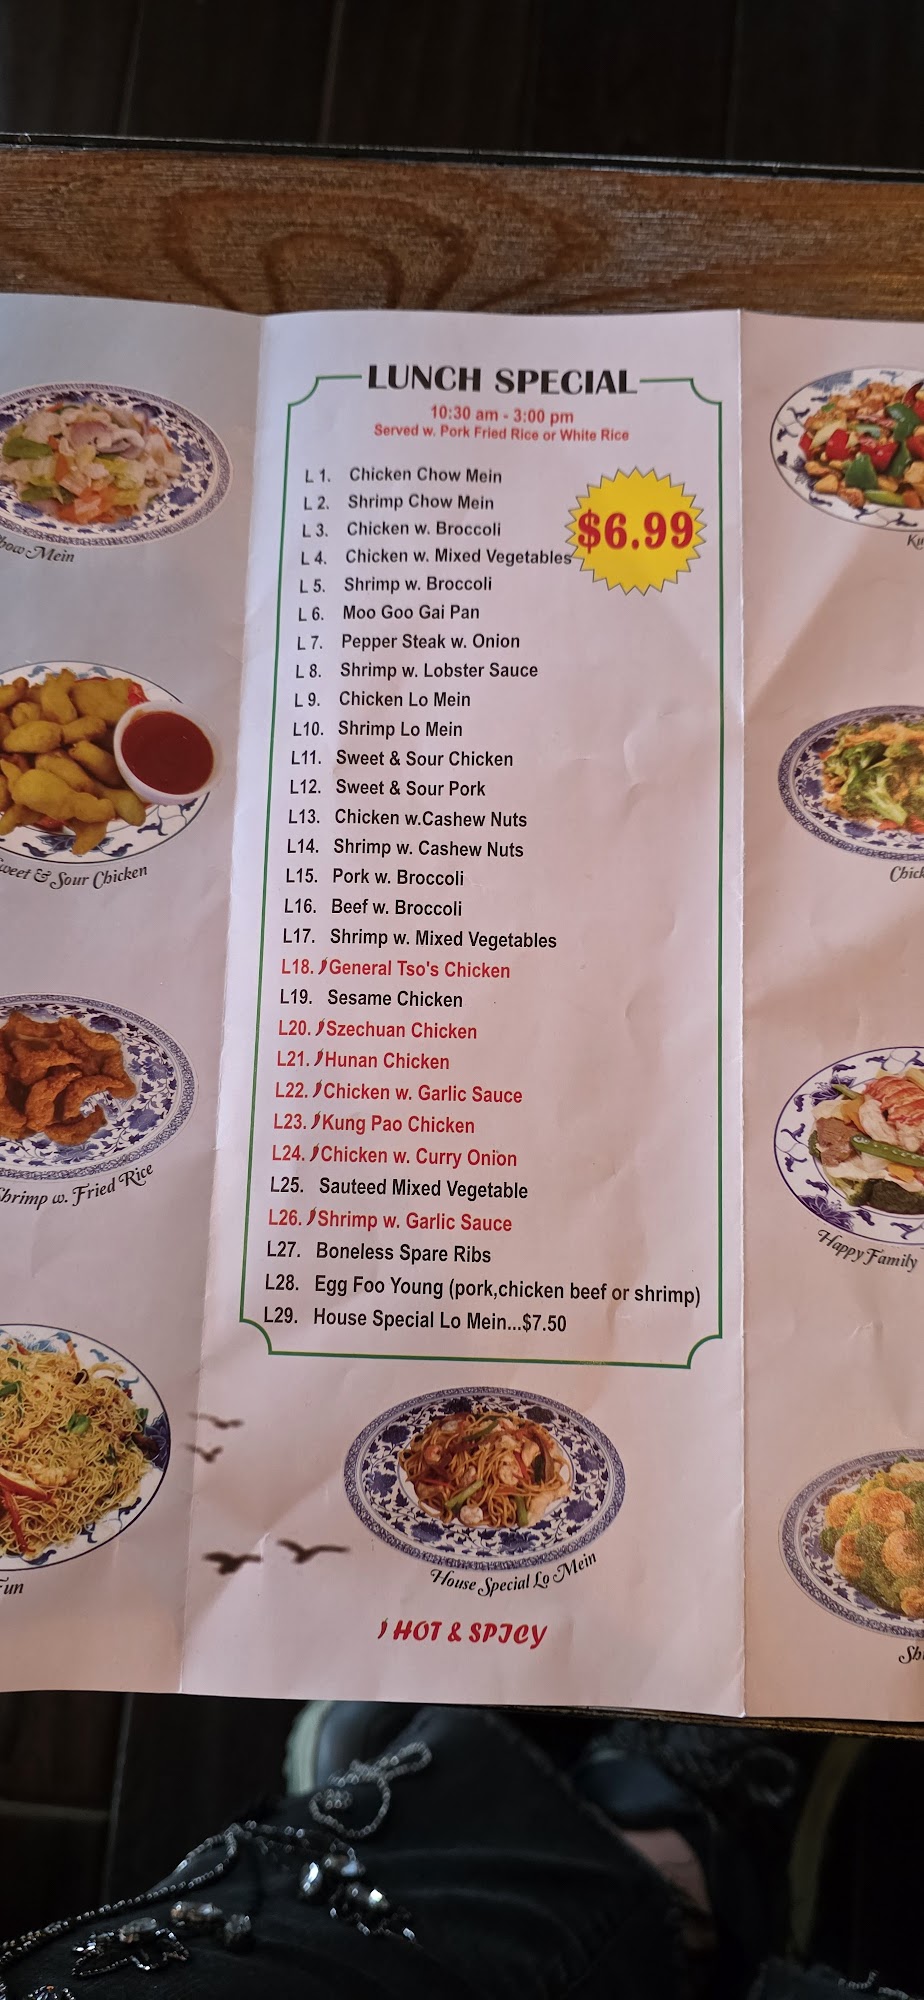 LUNCH SPECIAL
10:30 am - 3:00 pm
Served w. Pork Fried Rice or White Rice
$6.99
L 1. Chicken Chow Mein
L 2. Shrimp Chow Mein
L 3. Chicken w. Broccoli
L 4. Chicken w. Mixed Vegetables
L 5. Shrimp w. Broccoli
L 6. Moo Goo Gai Pan
L 7. Pepper Steak w. Onion
L 8. Shrimp w. Lobster Sauce
L 9. Chicken Lo Mein
L10. Shrimp Lo Mein
L11. Sweet & Sour Chicken
L12. Sweet & Sour Pork
L13. Chicken w.Cashew Nuts
L14. Shrimp w. Cashew Nuts
L15. Pork w. Broccoli
L16. Beef w. Broccoli
L17. Shrimp w. Mixed Vegetables
L18. General Tso's Chicken
L19. Sesame Chicken
L20. Szechuan Chicken
L21. Hunan Chicken
L22. Chicken w. Garlic Sauce
L23. Kung Pao Chicken
L24. Chicken w. Curry Onion
L25. Sauteed Mixed Vegetable
L26. Shrimp w. Garlic Sauce
L27. Boneless Spare Ribs
L28. Egg Foo Young (pork,chicken beef or shrimp)
L29. House Special Lo Mein...$7.50
House Special Lo Mein
HOT & SPICY
Mein
& Sour Chicken
w. Fried Rice
Happy Family